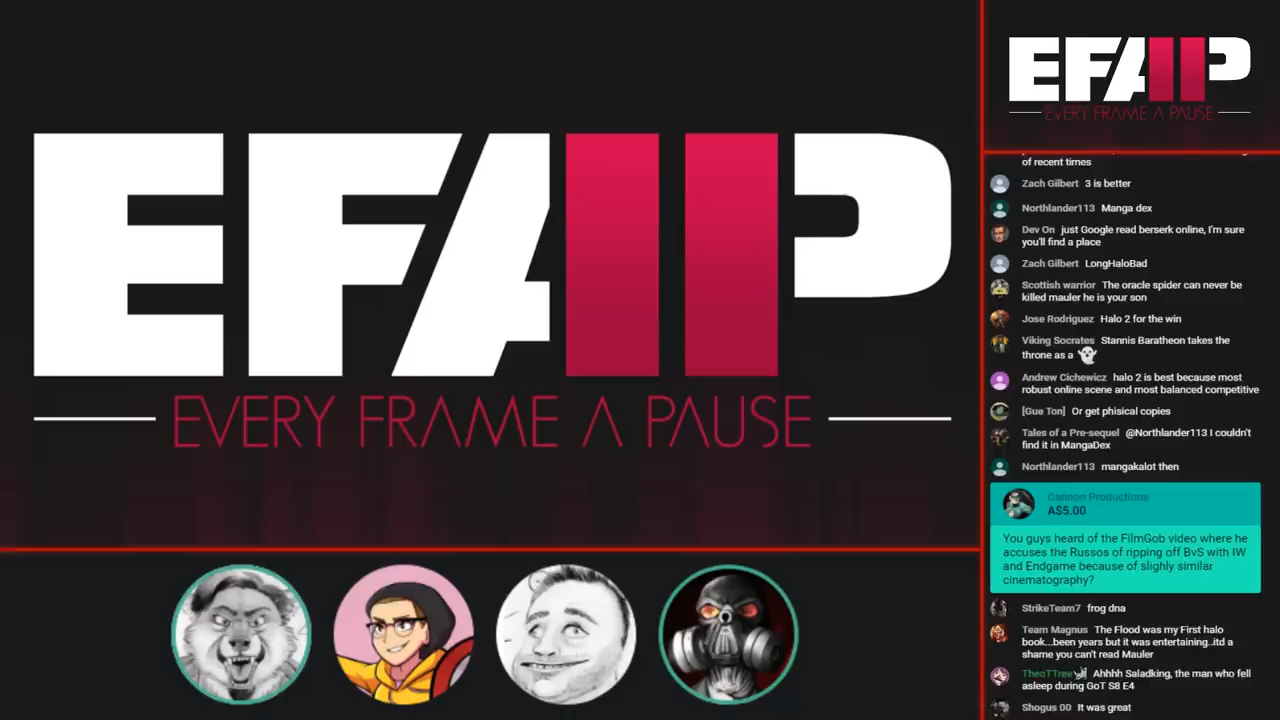 EFAP
EVERY FRAME A PAUSE
EFAP
EVERY FRAME A PAUSE
of recent times
Zach Gilbert 3 is better
Northlander113 Manga dex
Dev On just Google read berserk online, I'm sure
you'll find a place
Zach Gilbert LongHaloBad
Scottish warrior The oracle spider can never be
killed mauler he is your son
Jose Rodriguez Halo 2 for the win
Viking Socrates Stannis Baratheon takes the
throne as a
Andrew Cichewicz halo 2 is best because most
robust online scene and most balanced competitive
[Gue Ton] Or get phisical copies
Tales of a Pre-sequel @Northlander113 I couldn't
find it in MangaDex
Northlander113 mangakalot then
Cannon Productions
A$5.00
You guys heard of the FilmGob video where he
accuses the Russos of ripping off BvS with IW
and Endgame because of slighly similar
cinematography?
StrikeTeam7 frog dna
Team Magnus The Flood was my First halo
book...been years but it was entertaining..itd a
shame you can't read Mauler
TheoTTree Ahhhh Saladking, the man who fell
asleep during GoT S8 E4
Shogus 00 It was great